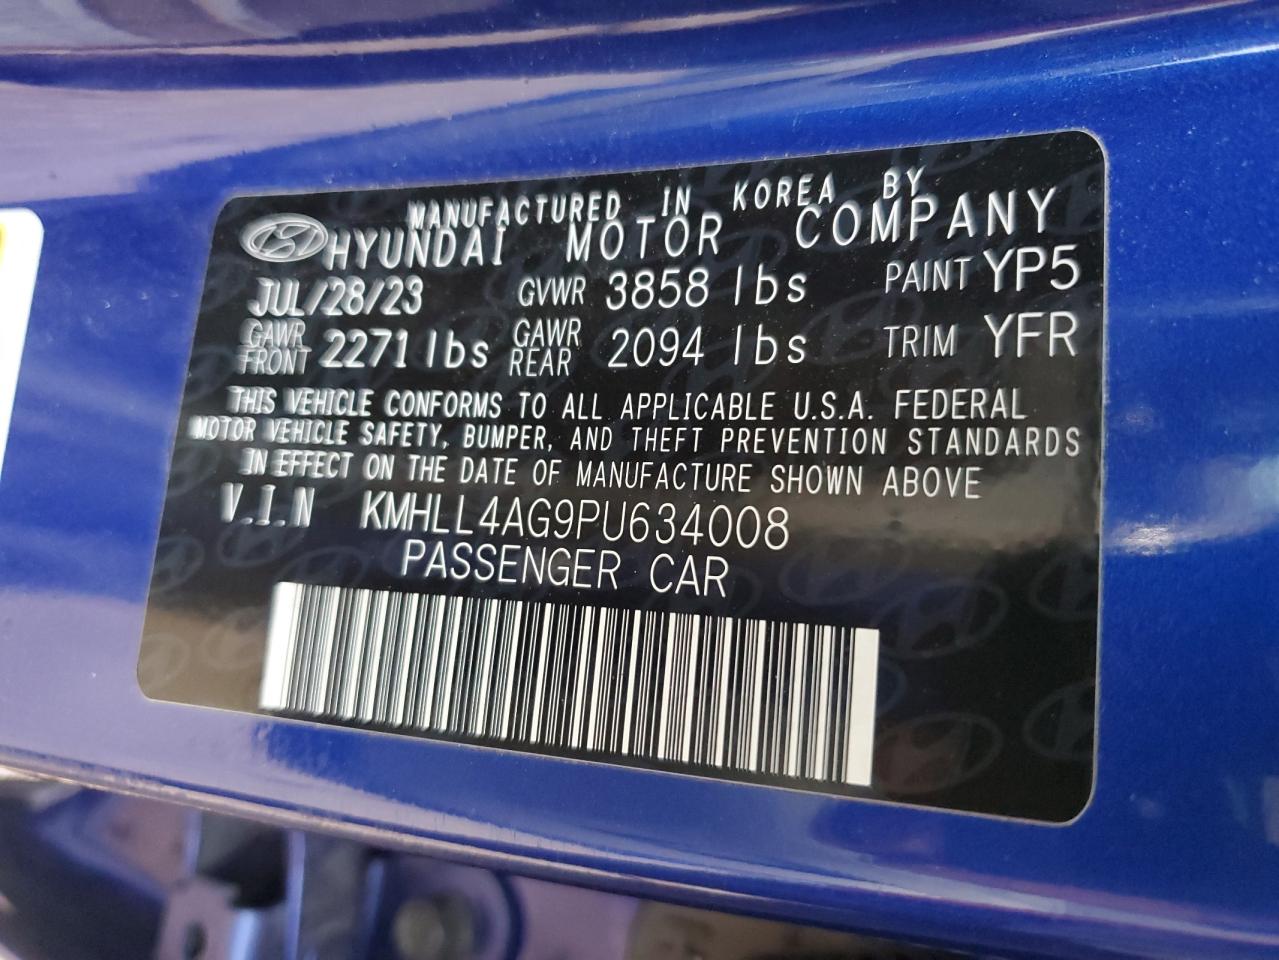 MANUFACTURED IN KOREA BY
HYUNDAI MOTOR COMPANY
JUL/28/23 GVWR 3858 lbs PAINT YP5
GAWR FRONT 2271 lbs GAWR REAR 2094 lbs TRIM YFR
THIS VEHICLE CONFORMS TO ALL APPLICABLE U.S.A. FEDERAL
MOTOR VEHICLE SAFETY, BUMPER, AND THEFT PREVENTION STANDARDS
IN EFFECT ON THE DATE OF MANUFACTURE SHOWN ABOVE
V.I.N KMHLL4AG9PU634008
PASSENGER CAR